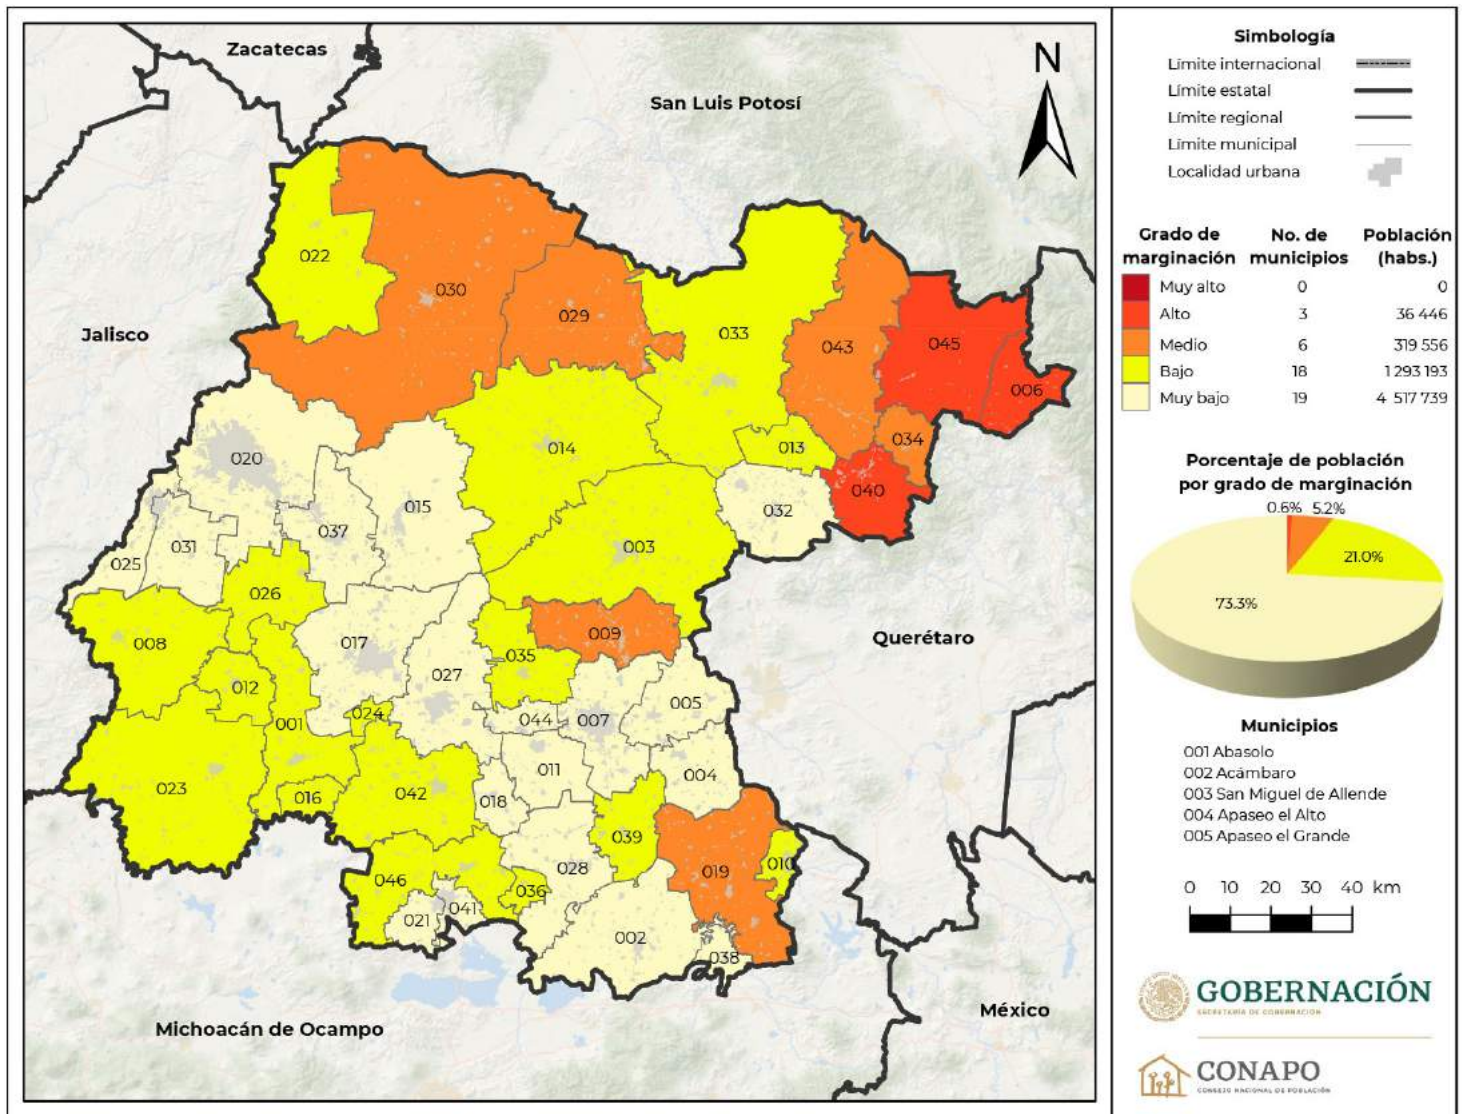 Zacatecas
San Luis Potosí
N
Jalisco
Querétaro
Michoacán de Ocampo
México
022
030
029
033
043
045
006
034
013
040
014
020
015
037
032
031
025
003
026
008
017
009
035
012
027
005
024
044
007
001
011
004
023
016
042
018
039
010
019
028
046
036
041
021
002
038
Simbología
Límite internacional
Límite estatal
Límite regional
Límite municipal
Localidad urbana
Grado de marginación No. de municipios Población (habs.)
Muy alto 0 0
Alto 3 36 446
Medio 6 319 556
Bajo 18 1 293 193
Muy bajo 19 4 517 739
Porcentaje de población
por grado de marginación
0.6% 5.2%
21.0%
73.3%
Municipios
001 Abasolo
002 Acámbaro
003 San Miguel de Allende
004 Apaseo el Alto
005 Apaseo el Grande
0 10 20 30 40 km
GOBERNACIÓN
SECRETARÍA DE GOBERNACIÓN
CONAPO
CONSEJO NACIONAL DE POBLACIÓN